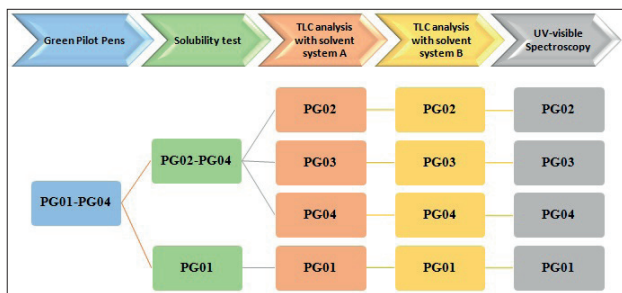 Green Pilot Pens
Solubility test
TLC analysis
with solvent
system A
TLC analysis
with solvent
system B
UV-visible
Spectroscopy
PG01-PG04
PG02-PG04
PG01
PG02
PG02
PG02
PG03
PG03
PG03
PG04
PG04
PG04
PG01
PG01
PG01